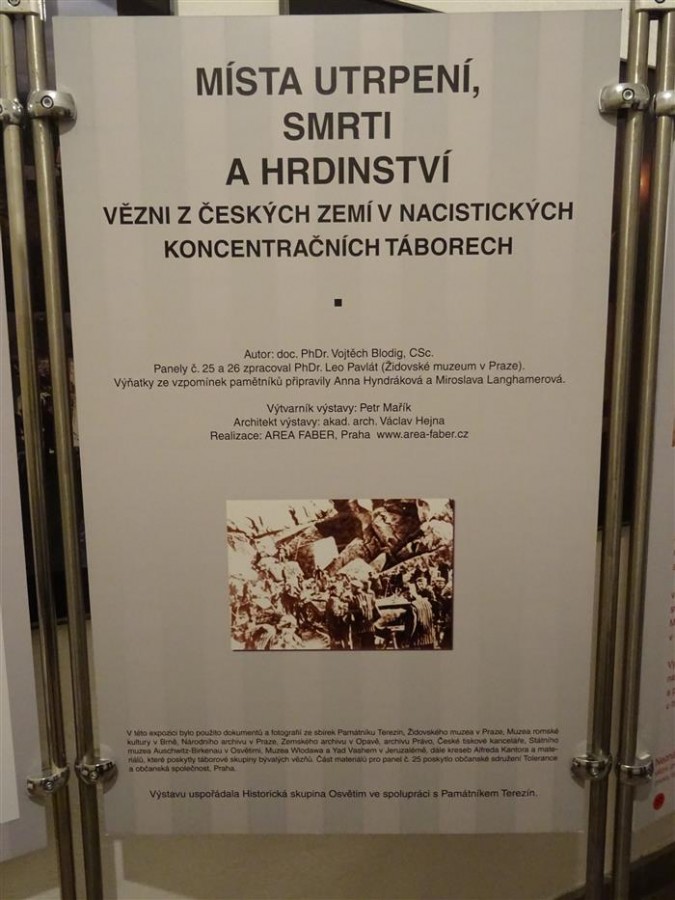 MÍSTA UTRPENÍ,
SMRTI
A HRDINSTVÍ
VĚZNI Z ČESKÝCH ZEMÍ V NACISTICKÝCH
KONCENTRAČNÍCH TÁBORECH
Autor: doc. PhDr. Vojtěch Blodig, CSc.
Panely č. 25 a 26 zpracoval PhDr. Leo Pavlát (Židovské muzeum v Praze).
Výňatky ze vzpomínek pamětníků připravily Anna Hyndráková a Miroslava Langhamerová.
Výtvarník výstavy: Petr Mařík
Architekt výstavy: akad. arch. Václav Hejna
Realizace: AREA FABER, Praha www.area-faber.cz
V této expozici bylo použito dokumentů a fotografií ze sbírek Památníku Terezín, Židovského muzea v Praze, Muzea romské
kultury v Brně, Národního archivu v Praze, Zemského archivu v Opavě, archivu Právo, České tiskové kanceláře, Státního
muzea Auschwitz-Birkenau v Osvětimi, Muzea Wlodawa a Yad Vashem v Jeruzalémě, dále kreseb Alfreda Kantora a mate-
riálů, které poskytly táborové skupiny bývalých vězňů. Část materiálů pro panel č. 25 poskytlo občanské sdružení Tolerance
a občanská společnost, Praha.
Výstavu uspořádala Historická skupina Osvětim ve spolupráci s Památníkem Terezín.